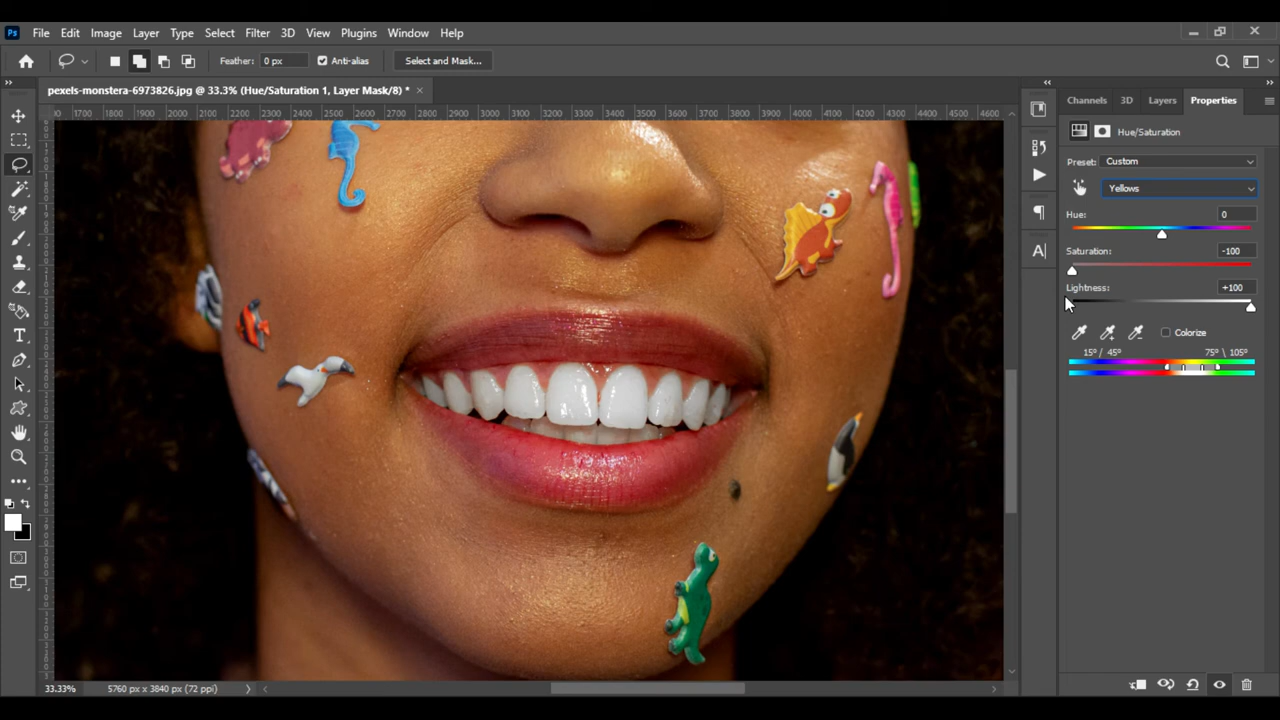 Ps File Edit Image Layer Type Select Filter 3D View Plugins Window Help
Feather: 0 px Anti-alias Select and Mask...
pexels-monstera-6973826.jpg @ 33.3% (Hue/Saturation 1, Layer Mask/8) * ×
1700 1800 1900 2000 2100 2200 2300 2400 2500 2600 2700 2800 2900 3000 3100 3200 3300 3400 3500 3600 3700 3800 3900 4000 4100 4200 4300 4400 4500 4600
Channels 3D Layers Properties
Hue/Saturation
Preset: Custom
Yellows
Hue: 0
Saturation: -100
Lightness: +100
Colorize
15°/ 45° 75° \ 105°
33.33% 5760 px x 3840 px (72 ppi)